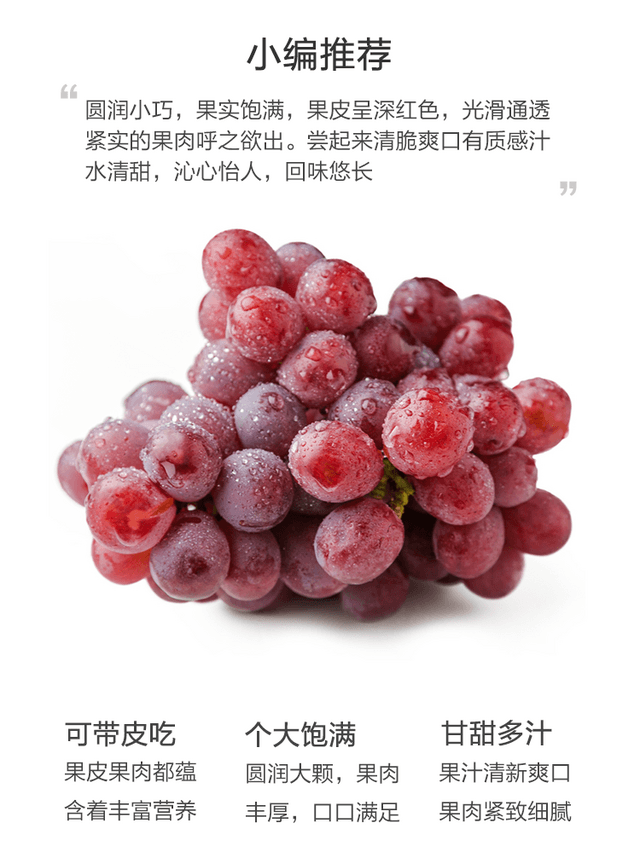 小编推荐
“
圆润小巧，果实饱满，果皮呈深红色，光滑通透
紧实的果肉呼之欲出。尝起来清脆爽口有质感汁
水清甜，沁心怡人，回味悠长
”
可带皮吃
果皮果肉都蕴
含着丰富营养
个大饱满
圆润大颗，果肉
丰厚，口口满足
甘甜多汁
果汁清新爽口
果肉紧致细腻